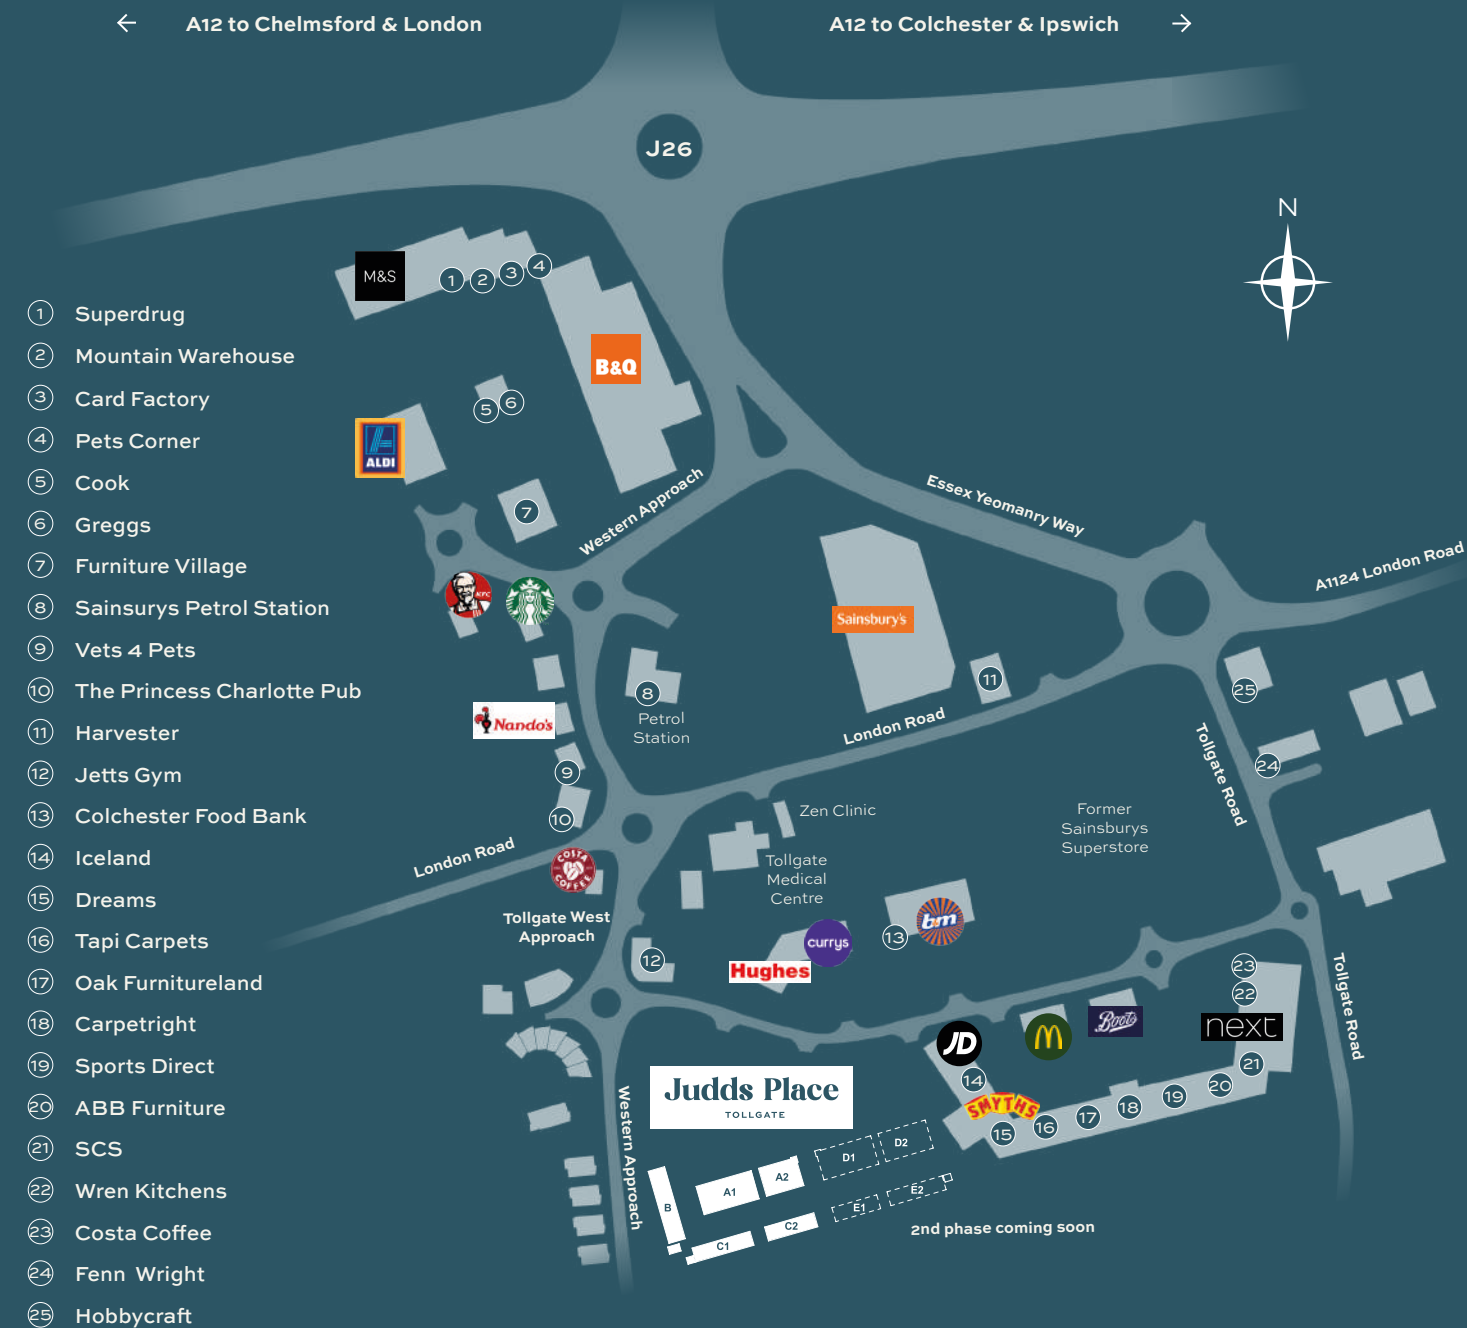 A12 to Chelmsford & London
A12 to Colchester & Ipswich
J26
N
M&S
1
2
3
4
B&Q
5
6
ALDI
7
Western Approach
Essex Yeomanry Way
A1124 London Road
KFC
Sainsbury's
8
Petrol
Station
11
London Road
25
Nando's
9
10
24
Tollgate Road
London Road
COSTA
COFFEE
Zen Clinic
Tollgate
Medical
Centre
Former
Sainsburys
Superstore
Tollgate West
Approach
12
currys
Hughes
13
bm
23
22
next
21
Tollgate Road
JD
M
Boots
14
SMYTHS
15
16
17
18
19
20
Judds Place
TOLLGATE
Western Approach
B
A1
A2
D1
D2
C1
C2
E1
E2
2nd phase coming soon
1 Superdrug
2 Mountain Warehouse
3 Card Factory
4 Pets Corner
5 Cook
6 Greggs
7 Furniture Village
8 Sainsurys Petrol Station
9 Vets 4 Pets
10 The Princess Charlotte Pub
11 Harvester
12 Jetts Gym
13 Colchester Food Bank
14 Iceland
15 Dreams
16 Tapi Carpets
17 Oak Furnitureland
18 Carpetright
19 Sports Direct
20 ABB Furniture
21 SCS
22 Wren Kitchens
23 Costa Coffee
24 Fenn Wright
25 Hobbycraft